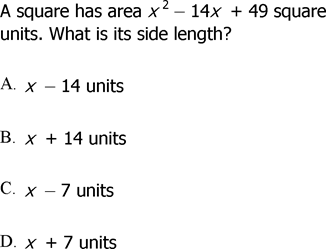 A square has area x² − 14x + 49 square
units. What is its side length?
A. x − 14 units
B. x + 14 units
C. x − 7 units
D. x + 7 units